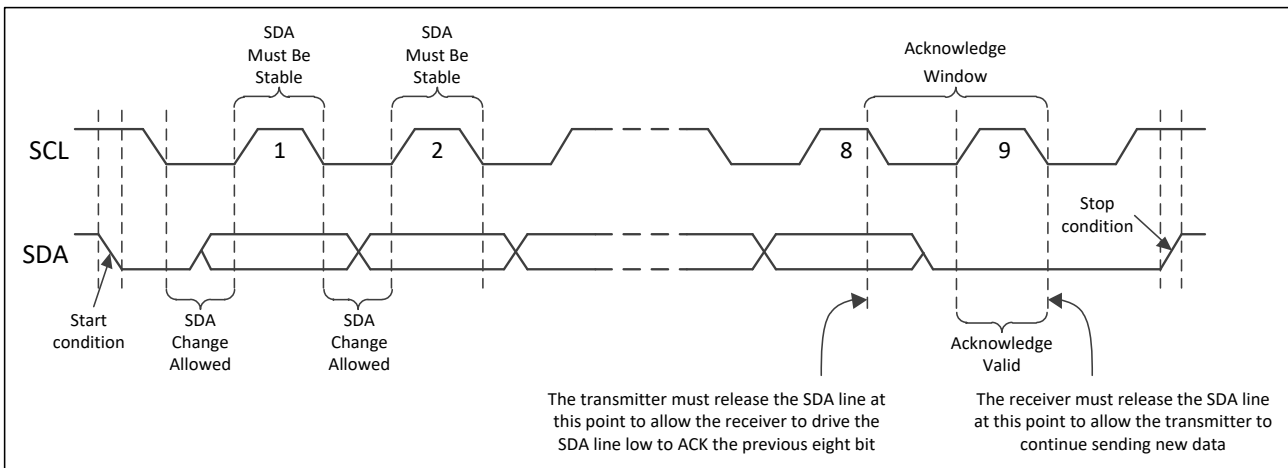 SDA
Must Be
Stable
SDA
Must Be
Stable
Acknowledge
Window
SCL
1
2
8
9
SDA
Stop
condition
Start
condition
SDA
Change
Allowed
SDA
Change
Allowed
Acknowledge
Valid
The transmitter must release the SDA line at
this point to allow the receiver to drive the
SDA line low to ACK the previous eight bit
The receiver must release the SDA line
at this point to allow the transmitter to
continue sending new data